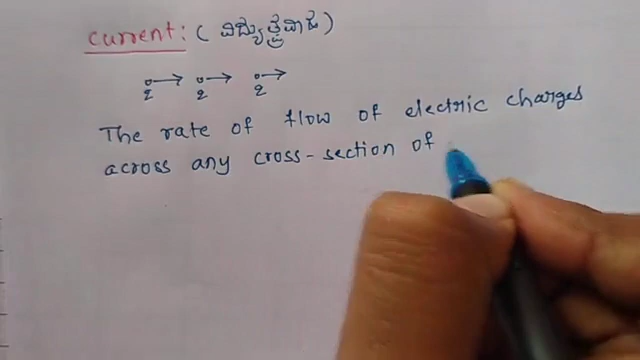 current: (ವಿದ್ಯುತ್ಪ್ರವಾಹ)
q q q
The rate of flow of electric charges
across any cross-section of